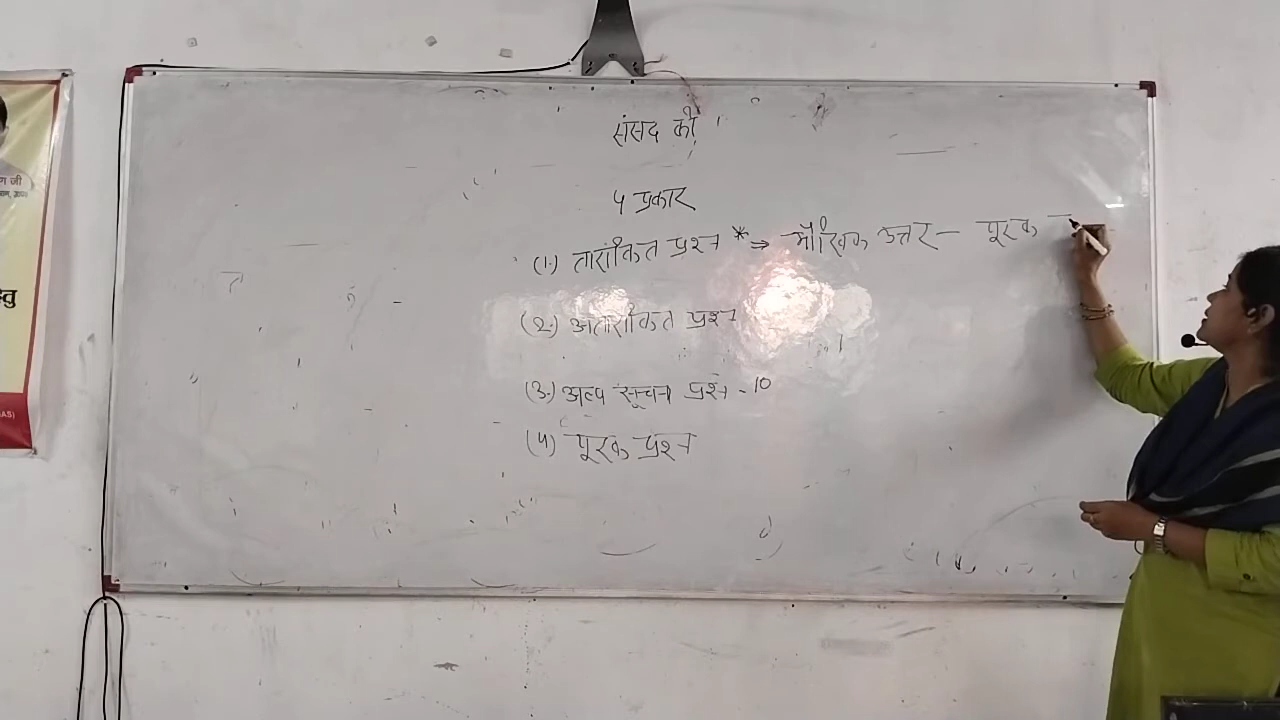 संसद की
4 प्रकार
(1.) तारांकित प्रश्न * ⇒ मौखिक उत्तर – पूरक
(2.) अतारांकित प्रश्न
(3.) अल्प सूचना प्रश्न - 10
(4) पूरक प्रश्न
जी
तु
AS)